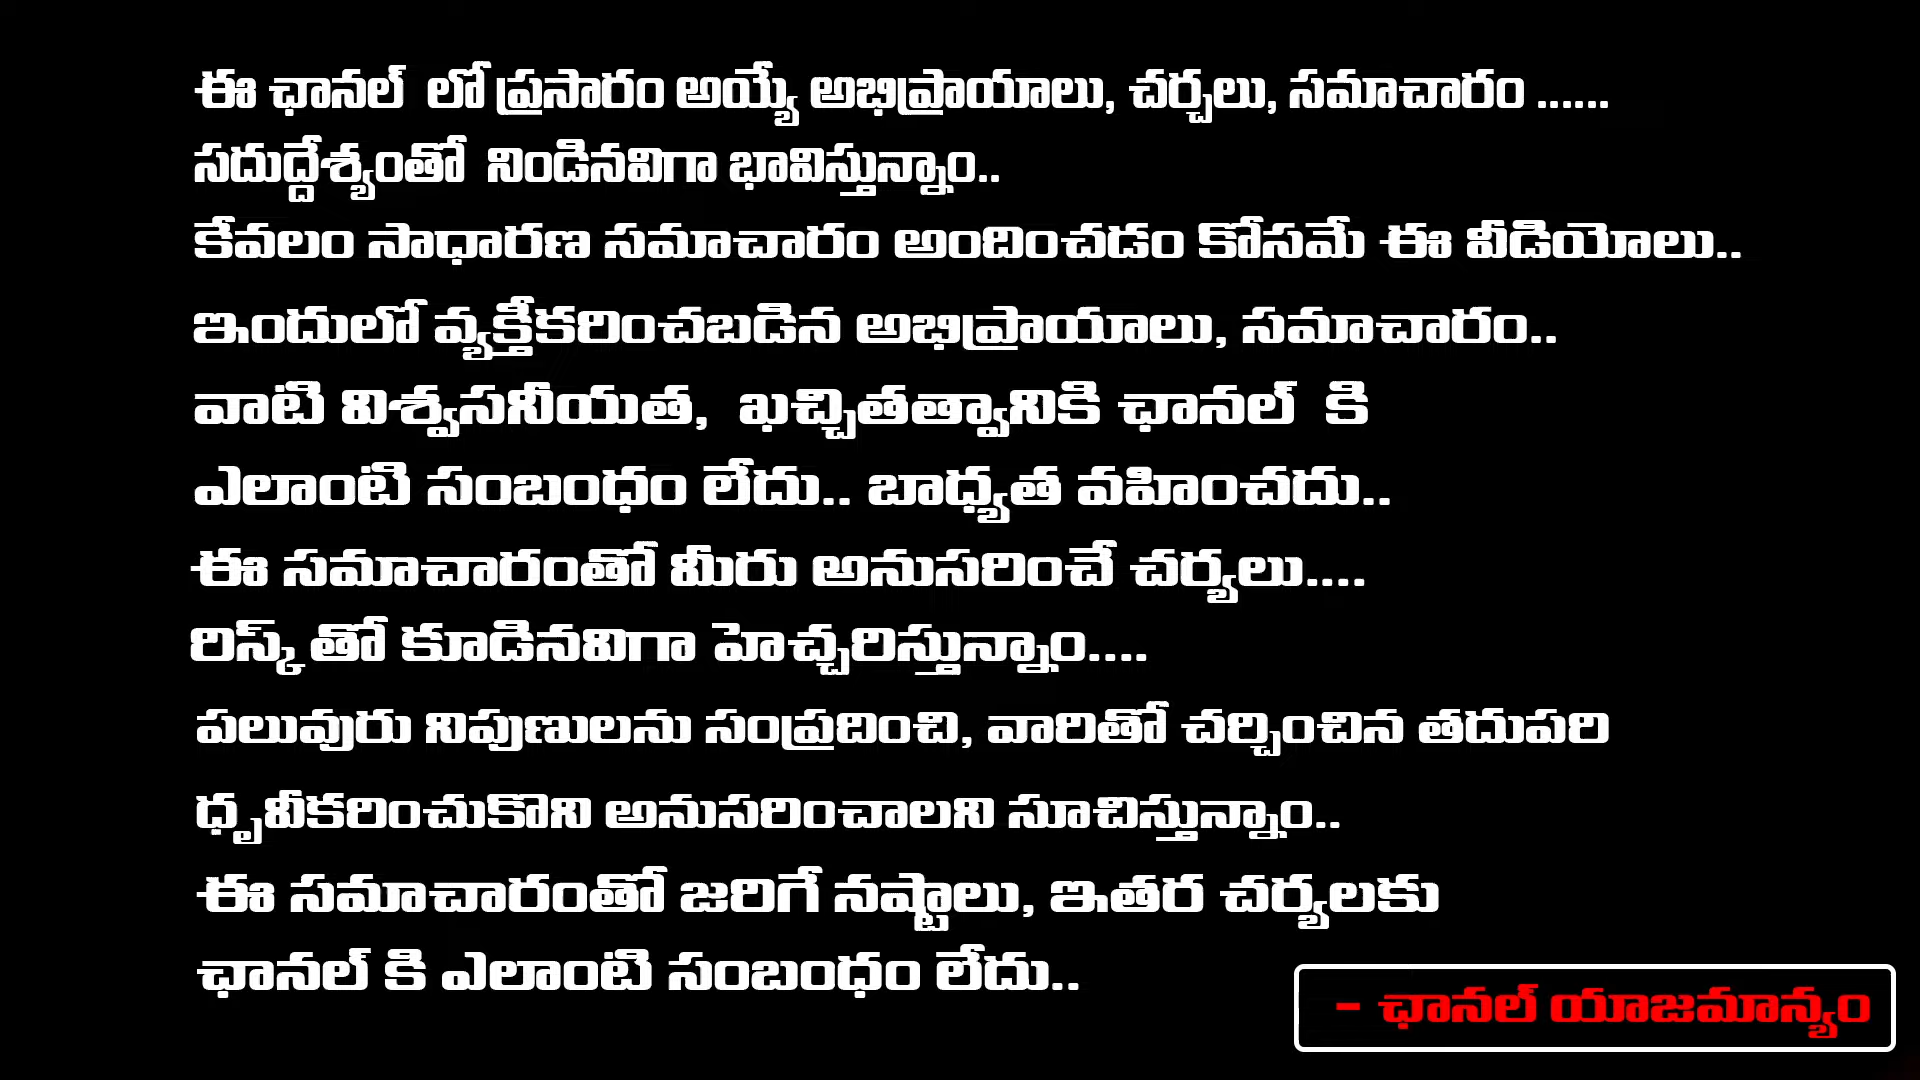 ఈ ఛానల్ లో ప్రసారం అయ్యే అభిప్రాయాలు, చర్చలు, సమాచారం ......
సదుద్దేశ్యంతో నిండినవిగా భావిస్తున్నాం..
కేవలం సాధారణ సమాచారం అందించడం కోసమే ఈ వీడియోలు..
ఇందులో వ్యక్తీకరించబడిన అభిప్రాయాలు, సమాచారం..
వాటి విశ్వసనీయత, ఖచ్చితత్వానికి ఛానల్ కి
ఎలాంటి సంబంధం లేదు.. బాధ్యత వహించదు..
ఈ సమాచారంతో మీరు అనుసరించే చర్యలు....
రిస్క్ తో కూడినవిగా హెచ్చరిస్తున్నాం....
పలువురు నిపుణులను సంప్రదించి, వారితో చర్చించిన తదుపరి
ధృవీకరించుకొని అనుసరించాలని సూచిస్తున్నాం..
ఈ సమాచారంతో జరిగే నష్టాలు, ఇతర చర్యలకు
ఛానల్ కి ఎలాంటి సంబంధం లేదు..
- ఛానల్ యాజమాన్యం